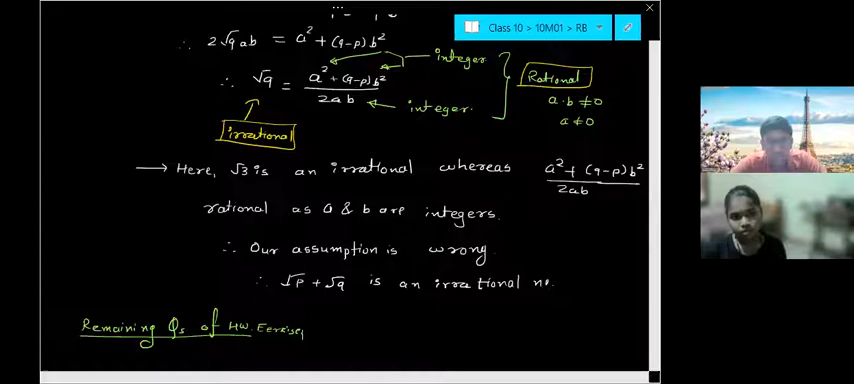 Class 10 > 10M01 > RB
∴ 2√q ab = a² + (q-p)b²
integer
∴ √q = a² + (q-p)b² / 2ab
integer.
Rational
a.b ≠ 0
a ≠ 0
irrational
→ Here, √3 is an irrational whereas a² + (q-p)b² / 2ab
rational as a & b are integers.
∴ Our assumption is wrong.
∴ √p + √q is an irrational no.
Remaining Qs of HW. Eercise,